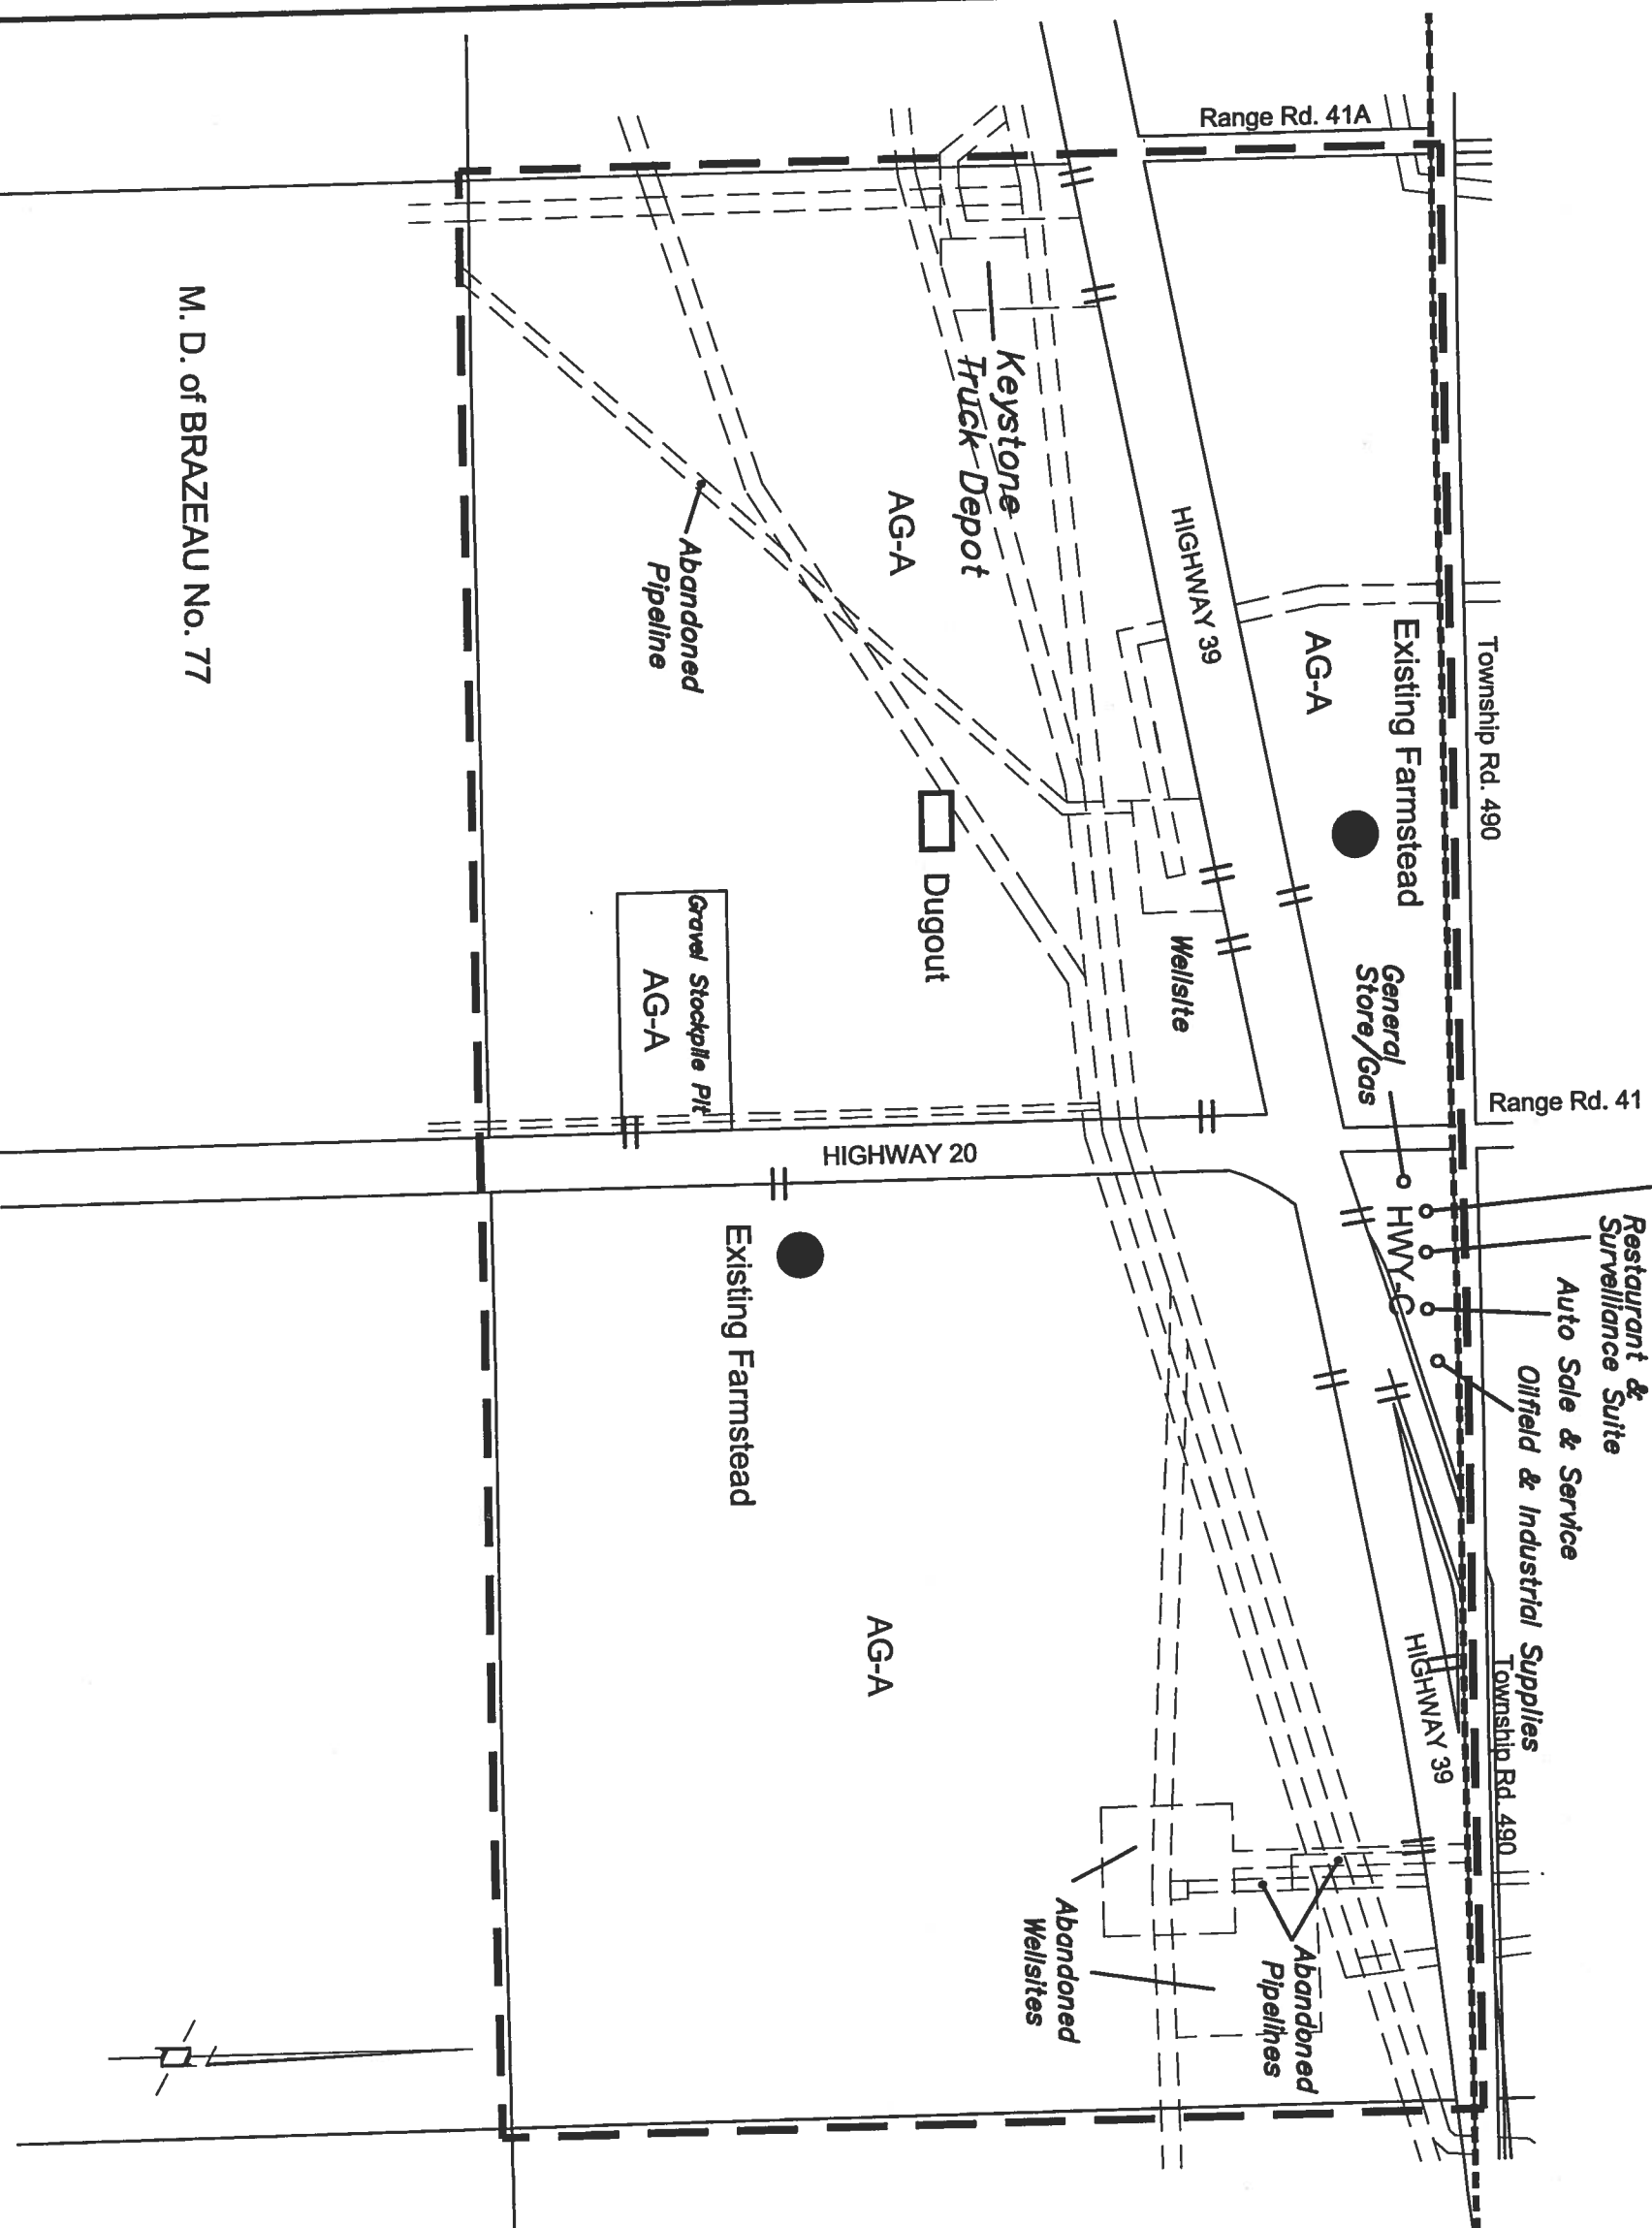 Range Rd. 41A
Township Rd. 490
Range Rd. 41
Restaurant &
Survelliance Suite
Auto Sale & Service
Oilfield & Industrial Supplies
Township Rd. 490
Existing Farmstead
AG-A
General
Store/Gas
HWY-C
HIGHWAY 39
HIGHWAY 39
Keystone
Truck Depot
Wellsite
AG-A
Dugout
Abandoned
Pipeline
Gravel Stockpile Pit
AG-A
HIGHWAY 20
Existing Farmstead
AG-A
Abandoned
Pipelines
Abandoned
Wellsites
M. D. of BRAZEAU No. 77